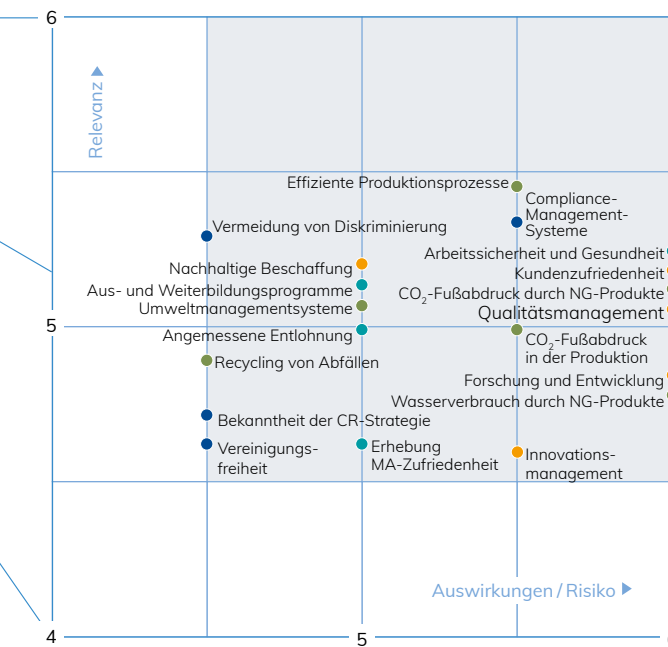 6
Relevanz
Effiziente Produktionsprozesse
Compliance-
Management-
Systeme
Vermeidung von Diskriminierung
Arbeitssicherheit und Gesundheit
Nachhaltige Beschaffung
Kundenzufriedenheit
Aus- und Weiterbildungsprogramme
CO2-Fußabdruck durch NG-Produkte
Umweltmanagementsysteme
Qualitätsmanagement
5
Angemessene Entlohnung
CO2-Fußabdruck
in der Produktion
Recycling von Abfällen
Forschung und Entwicklung
Wasserverbrauch durch NG-Produkte
Bekanntheit der CR-Strategie
Vereinigungs-
freiheit
Erhebung
MA-Zufriedenheit
Innovations-
management
Auswirkungen / Risiko
4
5